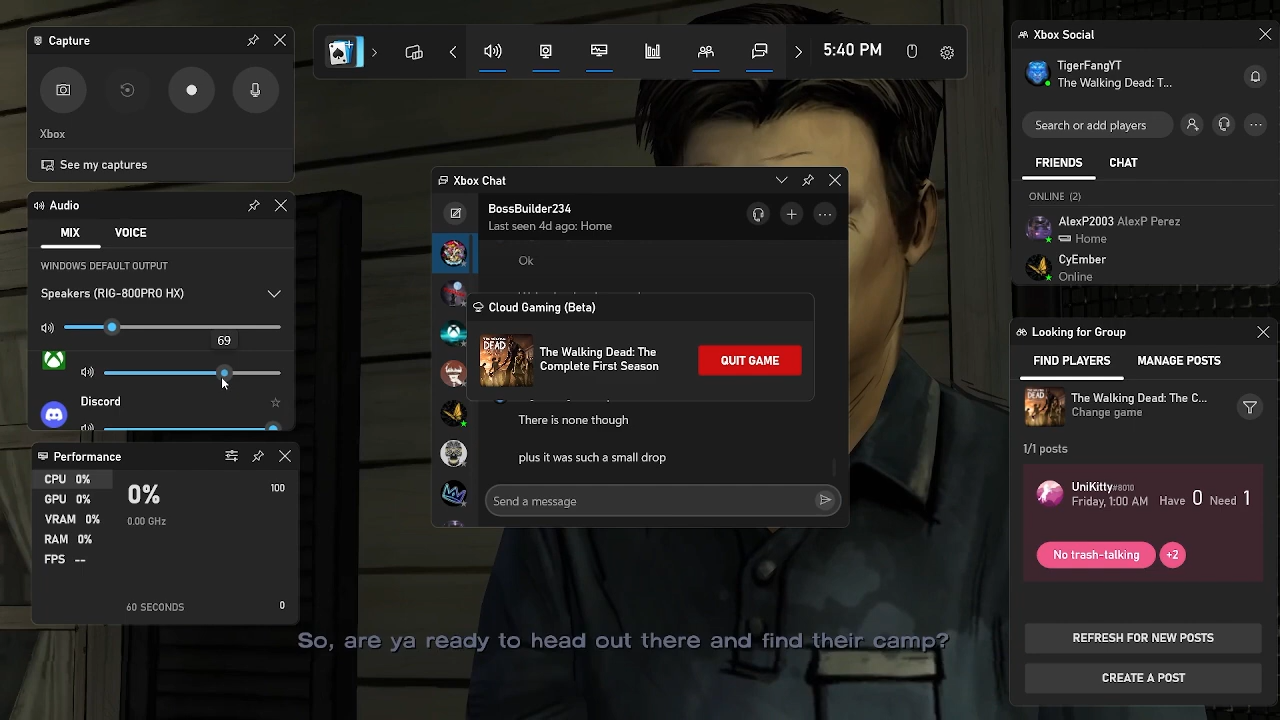 Capture
Xbox
See my captures
Audio
MIX
VOICE
WINDOWS DEFAULT OUTPUT
Speakers (RIG-800PRO HX)
69
Discord
Performance
CPU 0%
GPU 0%
VRAM 0%
RAM 0%
FPS --
0%
0.00 GHz
100
60 SECONDS
0
5:40 PM
Xbox Chat
BossBuilder234
Last seen 4d ago: Home
Ok
Cloud Gaming (Beta)
The Walking Dead: The
Complete First Season
QUIT GAME
There is none though
plus it was such a small drop
Send a message
So, are ya ready to head out there and find their camp?
Xbox Social
TigerFangYT
The Walking Dead: T...
Search or add players
FRIENDS
CHAT
ONLINE (2)
AlexP2003 AlexP Perez
Home
CyEmber
Online
Looking for Group
FIND PLAYERS
MANAGE POSTS
The Walking Dead: The C...
Change game
1/1 posts
UniKitty#8010
Friday, 1:00 AM Have 0 Need 1
No trash-talking +2
REFRESH FOR NEW POSTS
CREATE A POST